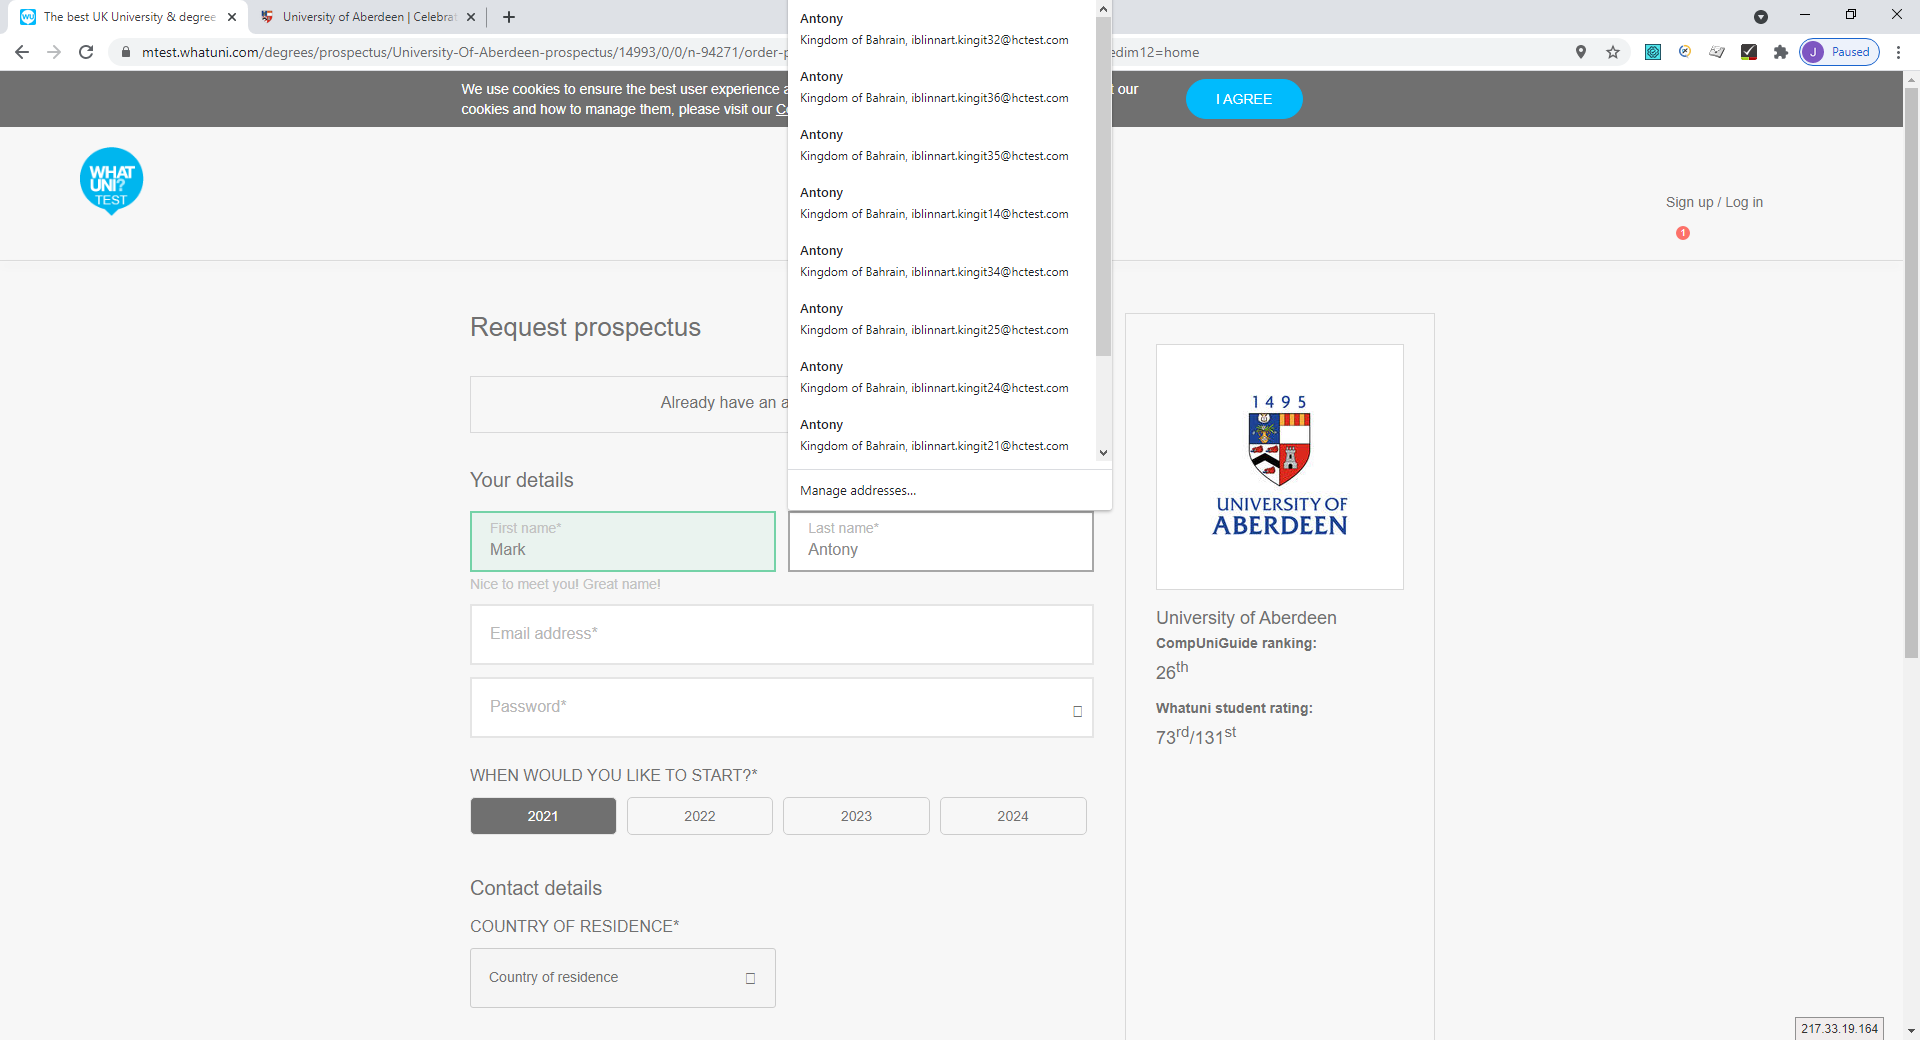 The best UK University & degree
University of Aberdeen | Celebrat
mtest.whatuni.com/degrees/prospectus/University-Of-Aberdeen-prospectus/14993/0/0/n-94271/order-p
edim12=home
J Paused
We use cookies to ensure the best user experience a
t our
cookies and how to manage them, please visit our C
I AGREE
WHAT
UNI?
TEST
Sign up / Log in
1
Antony
Kingdom of Bahrain, iblinnart.kingit32@hctest.com
Antony
Kingdom of Bahrain, iblinnart.kingit36@hctest.com
Antony
Kingdom of Bahrain, iblinnart.kingit35@hctest.com
Antony
Kingdom of Bahrain, iblinnart.kingit14@hctest.com
Antony
Kingdom of Bahrain, iblinnart.kingit34@hctest.com
Antony
Kingdom of Bahrain, iblinnart.kingit25@hctest.com
Antony
Kingdom of Bahrain, iblinnart.kingit24@hctest.com
Antony
Kingdom of Bahrain, iblinnart.kingit21@hctest.com
Manage addresses...
Request prospectus
Already have an a
Your details
First name*
Mark
Last name*
Antony
Nice to meet you! Great name!
Email address*
Password*
WHEN WOULD YOU LIKE TO START?*
2021
2022
2023
2024
Contact details
COUNTRY OF RESIDENCE*
Country of residence
1495
UNIVERSITY OF
ABERDEEN
University of Aberdeen
CompUniGuide ranking:
26th
Whatuni student rating:
73rd/131st
217.33.19.164